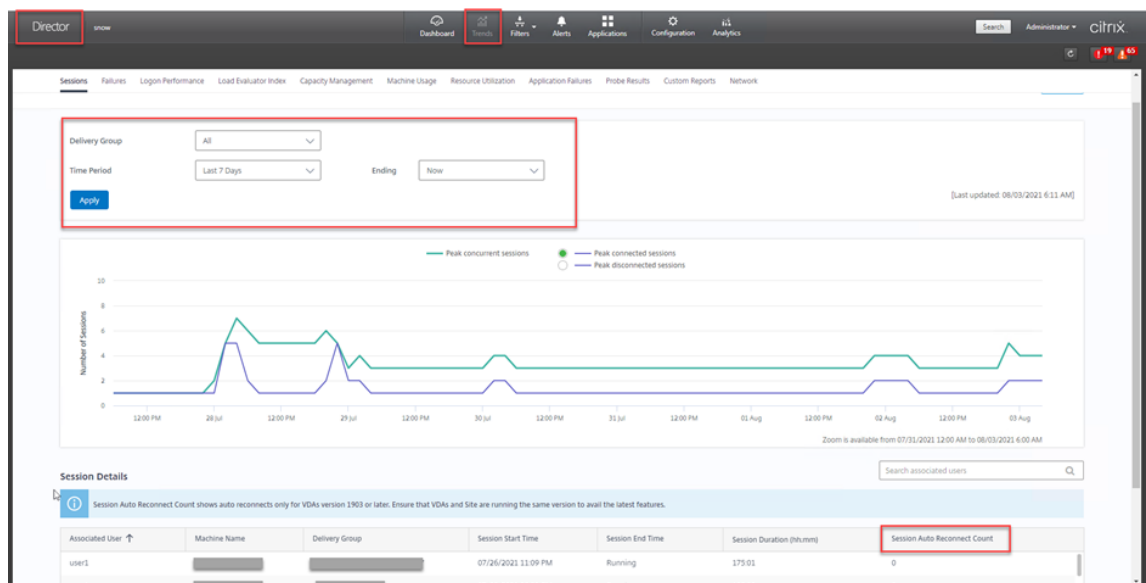 Director snow Dashboard Trends Filters Alerts Applications Configuration Analytics Search Administrator citrix
19 65
Sessions Failures Logon Performance Load Evaluator Index Capacity Management Machine Usage Resource Utilization Application Failures Probe Results Custom Reports Network
Delivery Group All
Time Period Last 7 Days Ending Now
Apply [Last updated: 08/03/2021 6:11 AM]
Peak concurrent sessions Peak connected sessions
Peak disconnected sessions
10
8
6
4
2
0
Number of Sessions
12:00 PM 28 Jul 12:00 PM 29 Jul 12:00 PM 30 Jul 12:00 PM 31 Jul 12:00 PM 01 Aug 12:00 PM 02 Aug 12:00 PM 03 Aug
Zoom is available from 07/31/2021 12:00 AM to 08/03/2021 6:00 AM
Session Details Search associated users
Session Auto Reconnect Count shows auto reconnects only for VDAs version 1903 or later. Ensure that VDAs and Site are running the same version to avail the latest features.
Associated User Machine Name Delivery Group Session Start Time Session End Time Session Duration (hh.mm) Session Auto Reconnect Count
user1 07/26/2021 11:09 PM Running 175:01 0